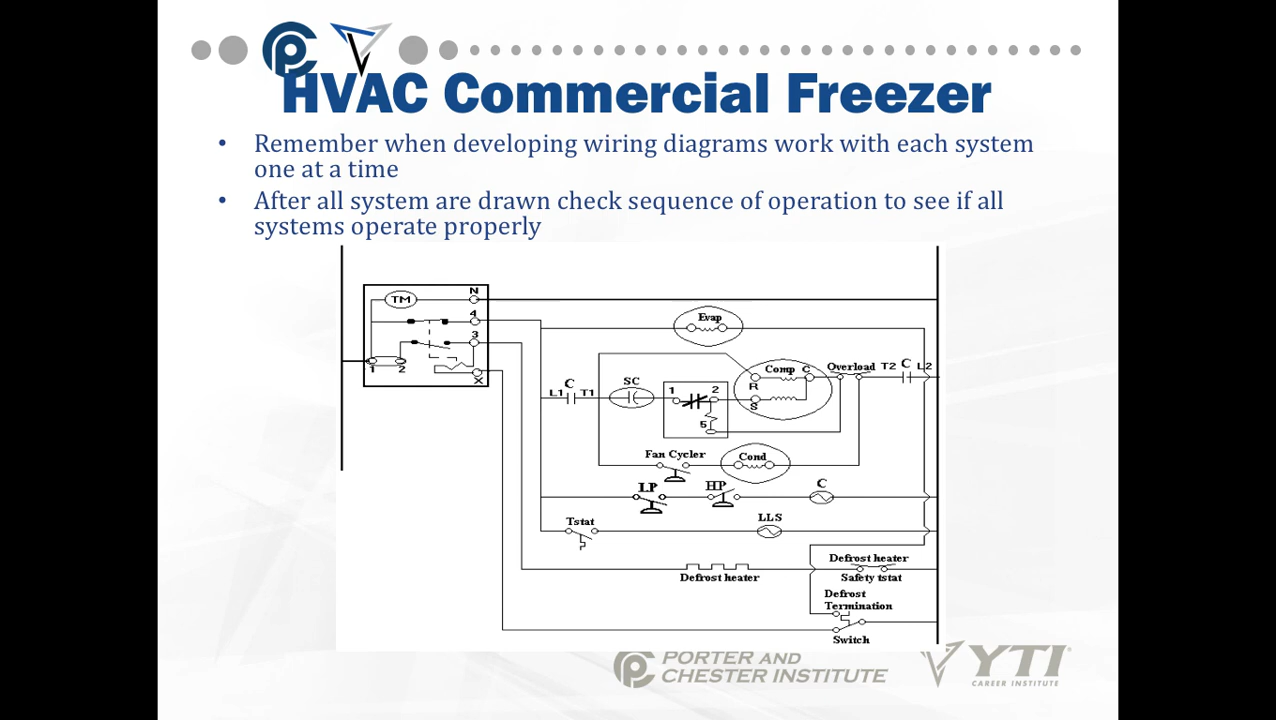 HVAC Commercial Freezer
• Remember when developing wiring diagrams work with each system
one at a time
• After all system are drawn check sequence of operation to see if all
systems operate properly
TM
N
4
3
1 2
X
Evap
L1 C T1
SC
1 2
5
Comp C
R
S
Overload T2 C L2
Fan Cycler
Cond
LP
HP
C
Tstat
LLS
Defrost heater
Defrost heater
Safety tstat
Defrost
Termination
Switch
PORTER AND
CHESTER INSTITUTE
YTI
CAREER INSTITUTE